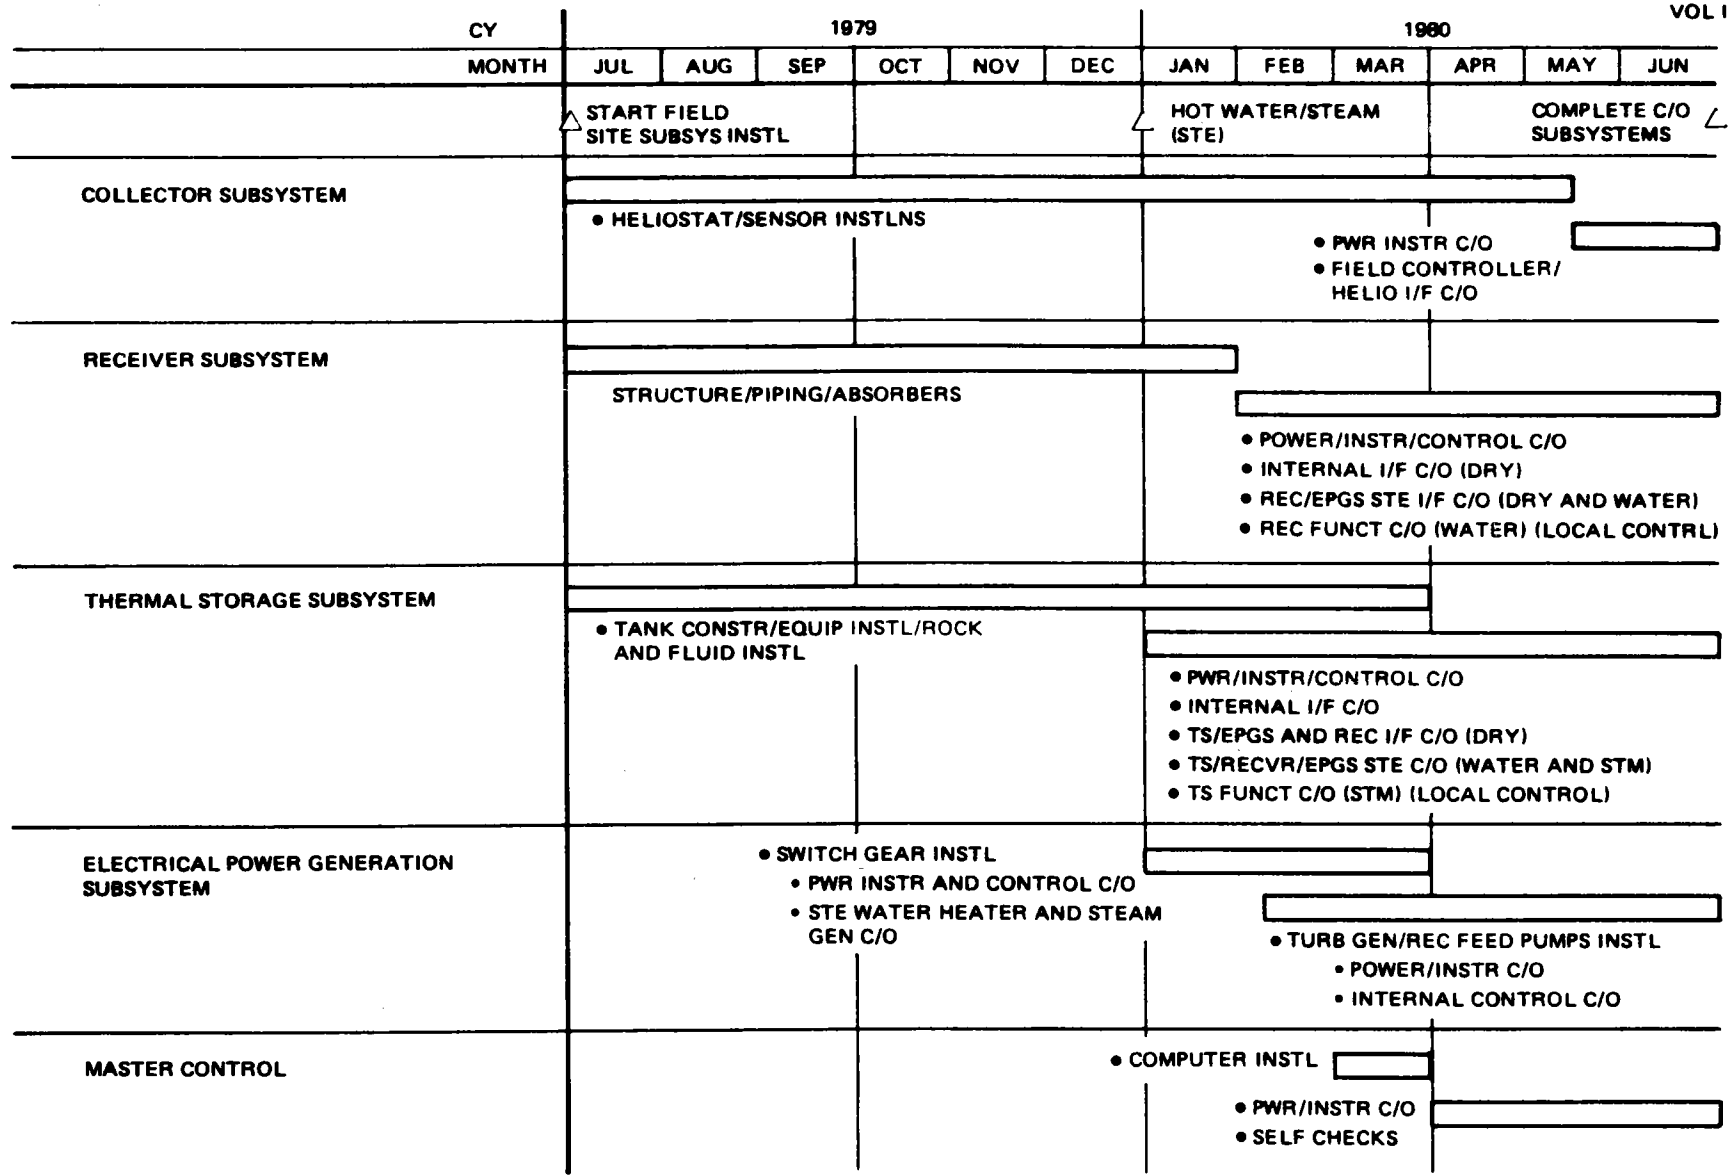 VOL I
CY 1979 1980
MONTH JUL AUG SEP OCT NOV DEC JAN FEB MAR APR MAY JUN
START FIELD
SITE SUBSYS INSTL
HOT WATER/STEAM
(STE)
COMPLETE C/O
SUBSYSTEMS
COLLECTOR SUBSYSTEM
• HELIOSTAT/SENSOR INSTLNS
• PWR INSTR C/O
• FIELD CONTROLLER/
HELIO I/F C/O
RECEIVER SUBSYSTEM
STRUCTURE/PIPING/ABSORBERS
• POWER/INSTR/CONTROL C/O
• INTERNAL I/F C/O (DRY)
• REC/EPGS STE I/F C/O (DRY AND WATER)
• REC FUNCT C/O (WATER) (LOCAL CONTRL)
THERMAL STORAGE SUBSYSTEM
• TANK CONSTR/EQUIP INSTL/ROCK
AND FLUID INSTL
• PWR/INSTR/CONTROL C/O
• INTERNAL I/F C/O
• TS/EPGS AND REC I/F C/O (DRY)
• TS/RECVR/EPGS STE C/O (WATER AND STM)
• TS FUNCT C/O (STM) (LOCAL CONTROL)
ELECTRICAL POWER GENERATION
SUBSYSTEM
• SWITCH GEAR INSTL
• PWR INSTR AND CONTROL C/O
• STE WATER HEATER AND STEAM
GEN C/O
• TURB GEN/REC FEED PUMPS INSTL
• POWER/INSTR C/O
• INTERNAL CONTROL C/O
MASTER CONTROL
• COMPUTER INSTL
• PWR/INSTR C/O
• SELF CHECKS